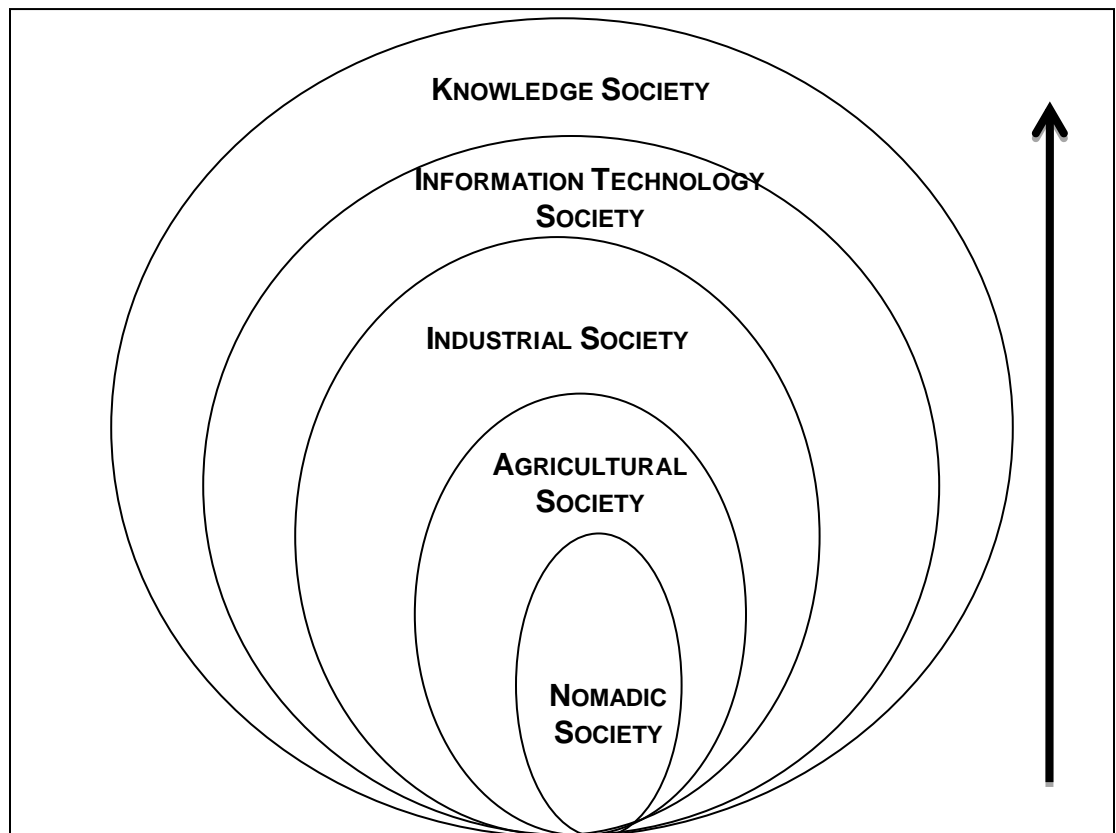 KNOWLEDGE SOCIETY
INFORMATION TECHNOLOGY
SOCIETY
INDUSTRIAL SOCIETY
AGRICULTURAL
SOCIETY
NOMADIC
SOCIETY